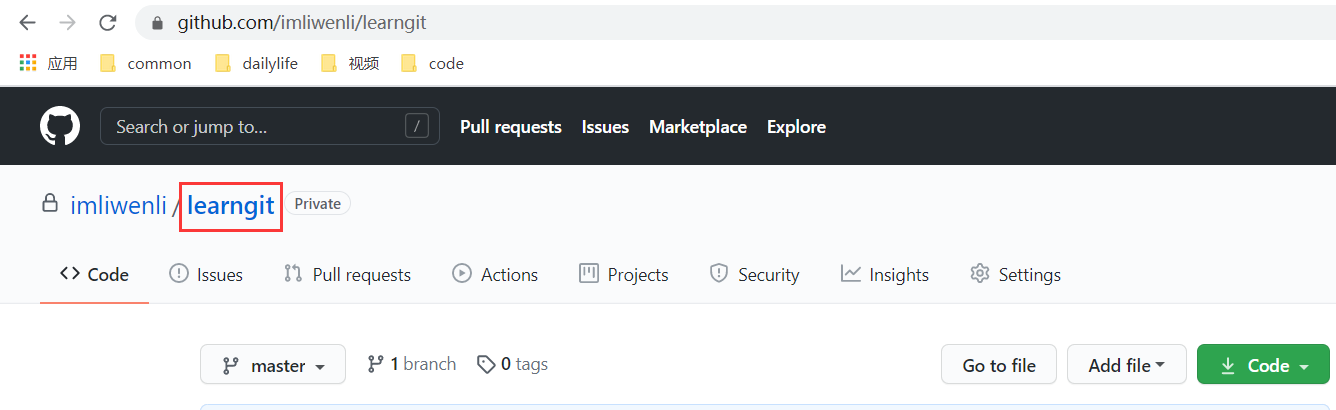 github.com/imliwenli/learngit
应用 common dailylife 视频 code
Search or jump to... / Pull requests Issues Marketplace Explore
imliwenli / learngit Private
Code Issues Pull requests Actions Projects Security Insights Settings
master 1 branch 0 tags Go to file Add file Code